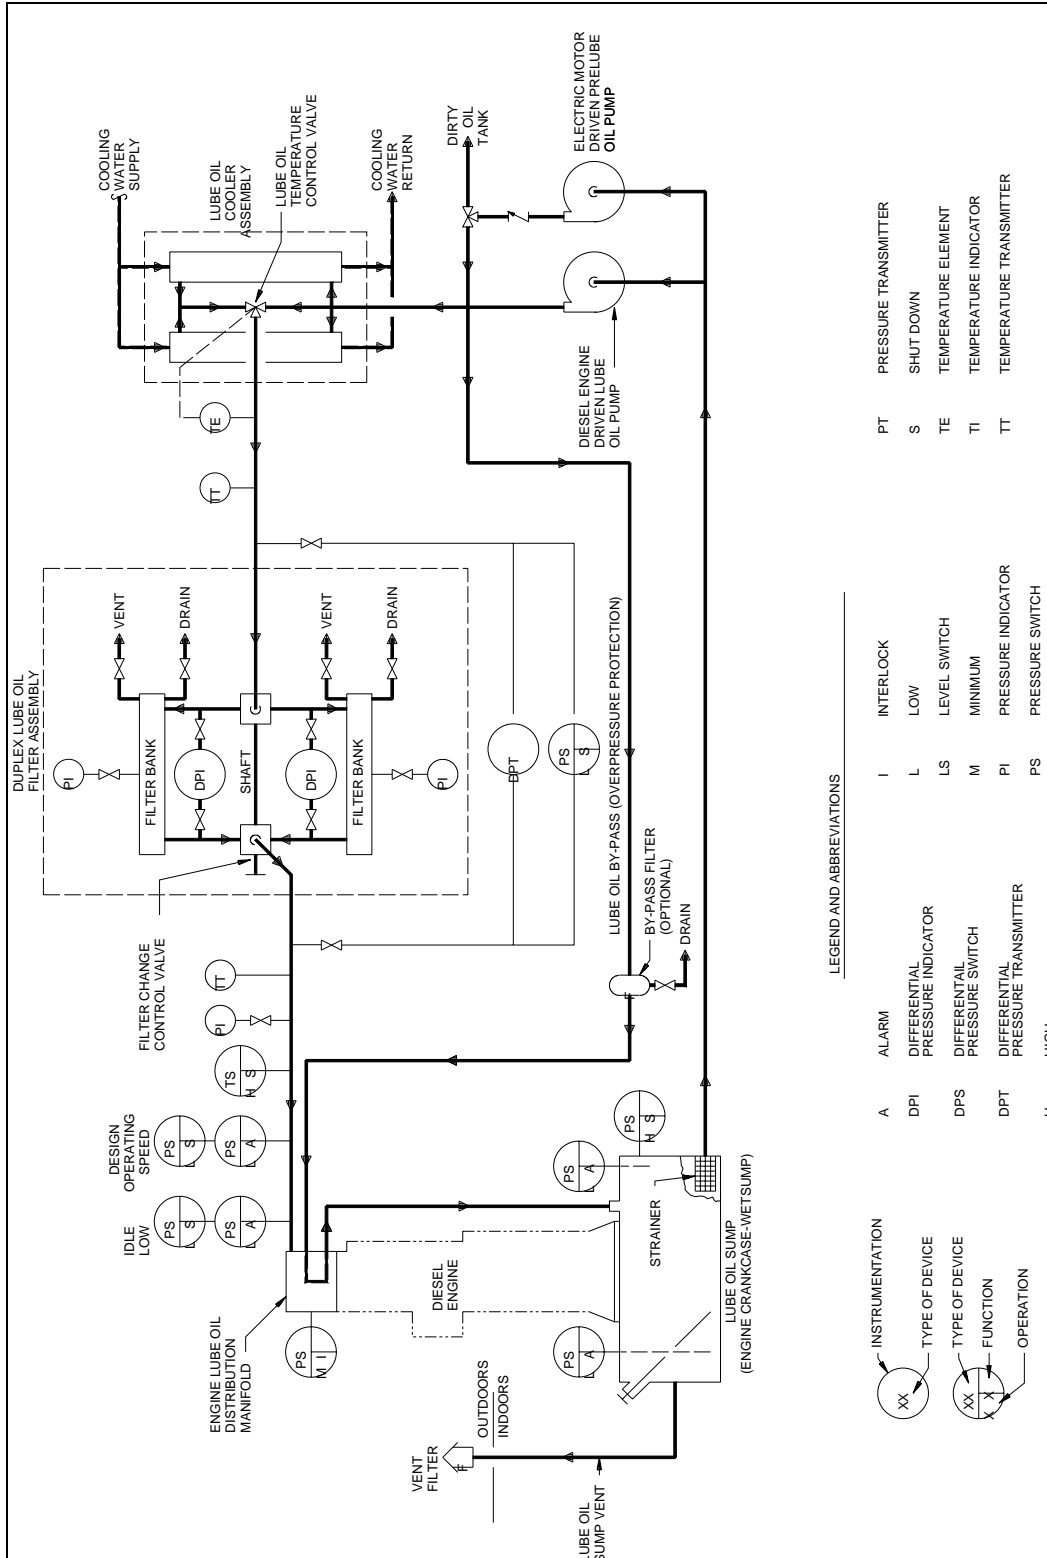 COOLING
WATER
SUPPLY
LUBE OIL
COOLER
ASSEMBLY
LUBE OIL
TEMPERATURE
CONTROL VALVE
COOLING
WATER
RETURN
DIRTY
OIL
TANK
ELECTRIC MOTOR
DRIVEN PRELUBE
OIL PUMP
DIESEL ENGINE
DRIVEN LUBE
OIL PUMP
TE
TT
DUPLEX LUBE OIL
FILTER ASSEMBLY
VENT
DRAIN
VENT
DRAIN
PI
FILTER BANK
DPI
SHAFT
DPI
FILTER BANK
PI
DPT
PS
L S
LUBE OIL BY-PASS (OVERPRESSURE PROTECTION)
BY-PASS FILTER
(OPTIONAL)
DRAIN
F
FILTER CHANGE
CONTROL VALVE
TT
PI
TS
H S
DESIGN
OPERATING
SPEED
PS
L S
PS
L A
IDLE
LOW
PS
L S
PS
L A
ENGINE LUBE OIL
DISTRIBUTION
MANIFOLD
PS
M I
DIESEL
ENGINE
PS
L A
PS
H S
STRAINER
PS
L A
LUBE OIL SUMP
(ENGINE CRANKCASE-WETSUMP)
VENT
FILTER
F
OUTDOORS
INDOORS
LUBE OIL
SUMP VENT
LEGEND AND ABBREVIATIONS
XX
INSTRUMENTATION
TYPE OF DEVICE
XX
X X
TYPE OF DEVICE
FUNCTION
OPERATION
A ALARM
DPI DIFFERENTIAL
PRESSURE INDICATOR
DPS DIFFERENTAIL
PRESSURE SWITCH
DPT DIFFERENTIAL
PRESSURE TRANSMITTER
I INTERLOCK
L LOW
LS LEVEL SWITCH
M MINIMUM
PI PRESSURE INDICATOR
PS PRESSURE SWITCH
PT PRESSURE TRANSMITTER
S SHUT DOWN
TE TEMPERATURE ELEMENT
TI TEMPERATURE INDICATOR
TT TEMPERATURE TRANSMITTER